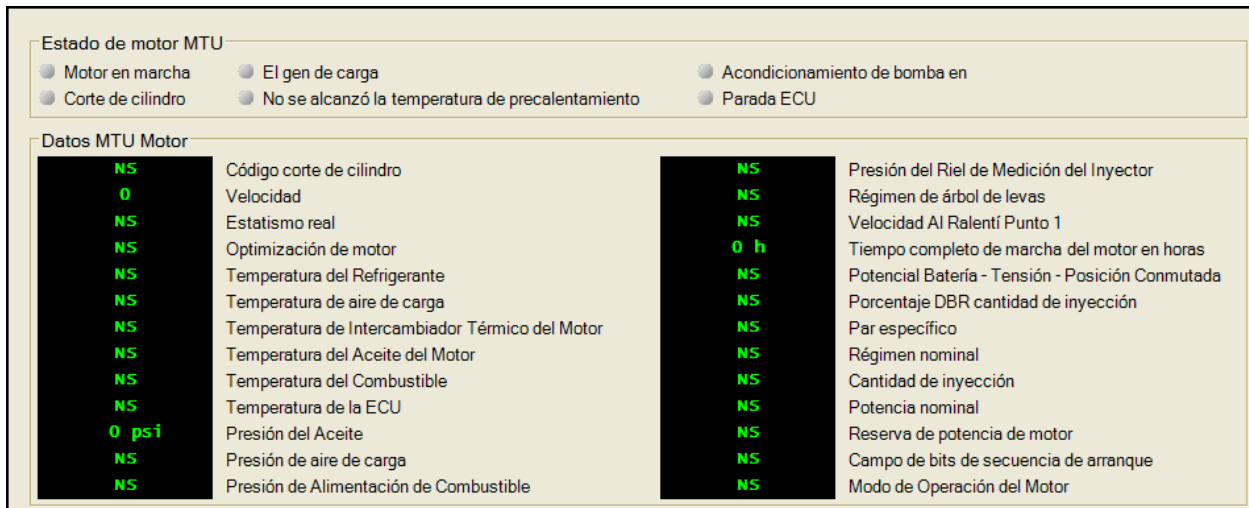 Estado de motor MTU
Motor en marcha El gen de carga Acondicionamiento de bomba en
Corte de cilindro No se alcanzó la temperatura de precalentamiento Parada ECU
Datos MTU Motor
NS Código corte de cilindro NS Presión del Riel de Medición del Inyector
0 Velocidad NS Régimen de árbol de levas
NS Estatismo real NS Velocidad Al Ralentí Punto 1
NS Optimización de motor 0 h Tiempo completo de marcha del motor en horas
NS Temperatura del Refrigerante NS Potencial Batería - Tensión - Posición Conmutada
NS Temperatura de aire de carga NS Porcentaje DBR cantidad de inyección
NS Temperatura de Intercambiador Térmico del Motor NS Par específico
NS Temperatura del Aceite del Motor NS Régimen nominal
NS Temperatura del Combustible NS Cantidad de inyección
NS Temperatura de la ECU NS Potencia nominal
0 psi Presión del Aceite NS Reserva de potencia de motor
NS Presión de aire de carga NS Campo de bits de secuencia de arranque
NS Presión de Alimentación de Combustible NS Modo de Operación del Motor